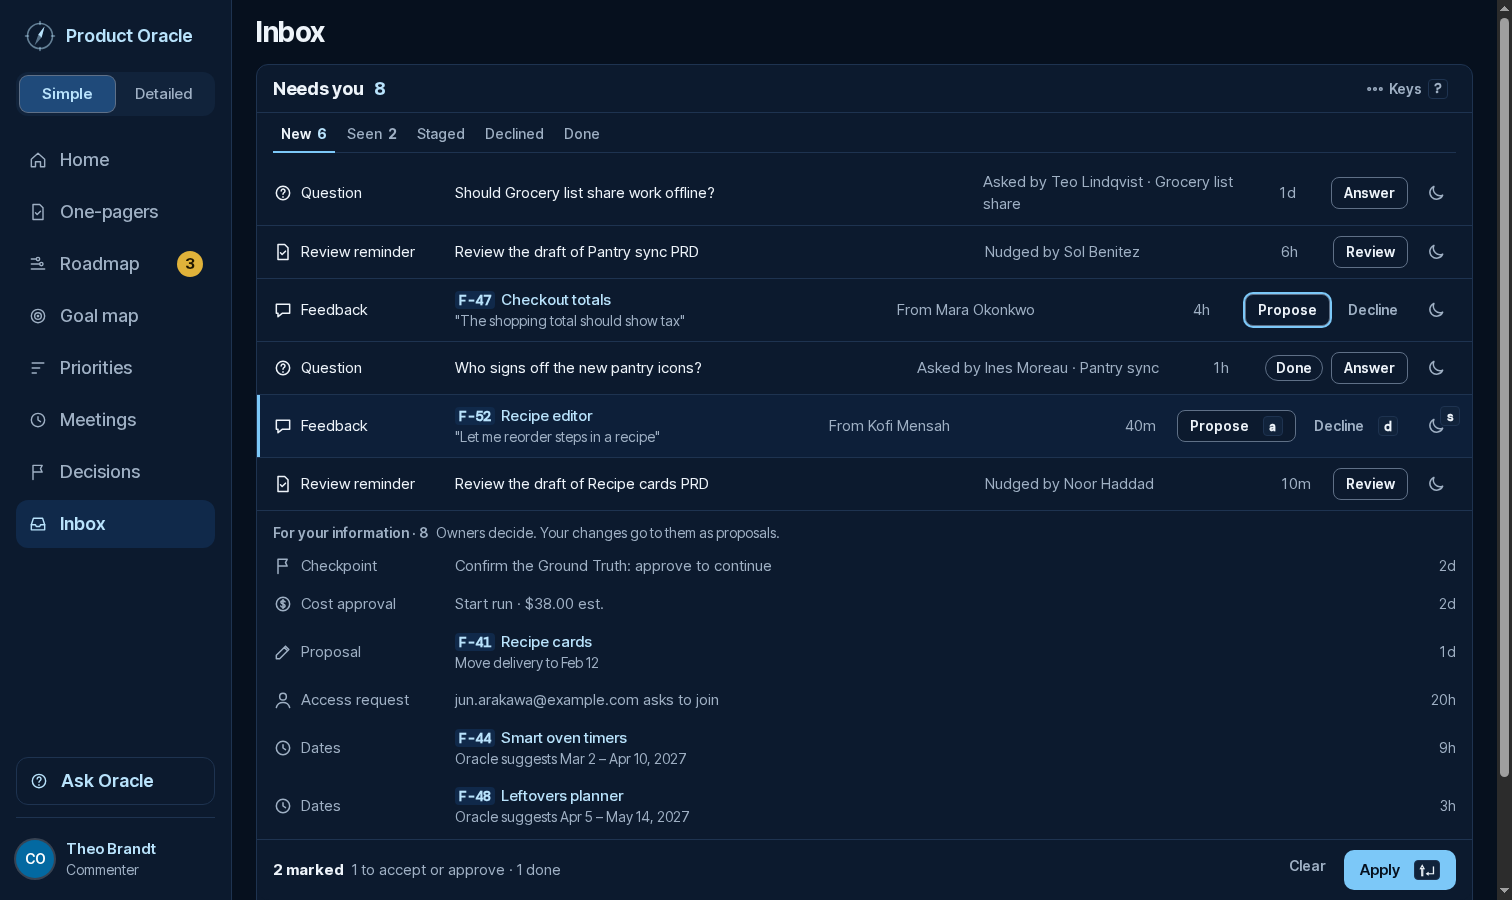 Product Oracle
Simple Detailed
Home
One-pagers
Roadmap 3
Goal map
Priorities
Meetings
Decisions
Inbox
Ask Oracle
CO Theo Brandt
Commenter
Inbox
Needs you 8 Keys ?
New 6 Seen 2 Staged Declined Done
Question Should Grocery list share work offline? Asked by Teo Lindqvist · Grocery list 1d Answer
share
Review reminder Review the draft of Pantry sync PRD Nudged by Sol Benitez 6h Review
Feedback F-47 Checkout totals From Mara Okonkwo 4h Propose Decline
"The shopping total should show tax"
Question Who signs off the new pantry icons? Asked by Ines Moreau · Pantry sync 1h Done Answer
Feedback F-52 Recipe editor From Kofi Mensah 40m Propose a Decline d s
"Let me reorder steps in a recipe"
Review reminder Review the draft of Recipe cards PRD Nudged by Noor Haddad 10m Review
For your information · 8 Owners decide. Your changes go to them as proposals.
Checkpoint Confirm the Ground Truth: approve to continue 2d
Cost approval Start run · $38.00 est. 2d
Proposal F-41 Recipe cards 1d
Move delivery to Feb 12
Access request jun.arakawa@example.com asks to join 20h
Dates F-44 Smart oven timers 9h
Oracle suggests Mar 2 – Apr 10, 2027
Dates F-48 Leftovers planner 3h
Oracle suggests Apr 5 – May 14, 2027
2 marked 1 to accept or approve · 1 done Clear Apply